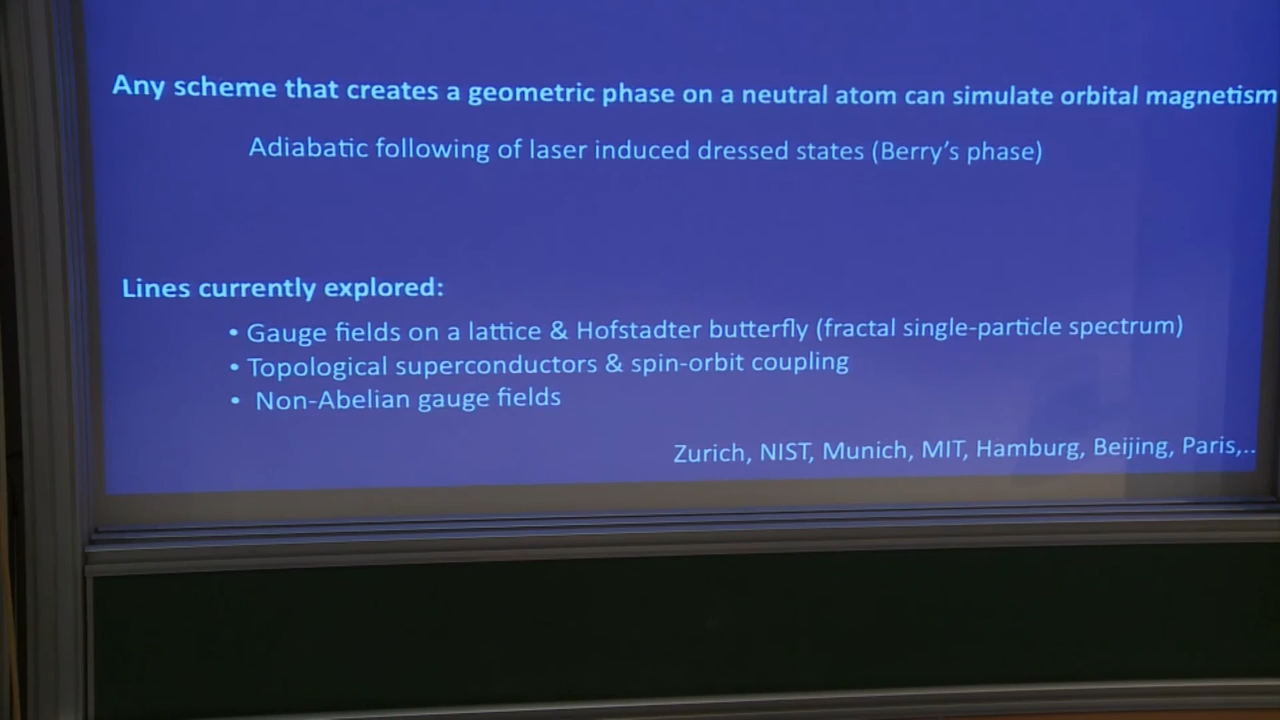 Any scheme that creates a geometric phase on a neutral atom can simulate orbital magnetism
Adiabatic following of laser induced dressed states (Berry's phase)
Lines currently explored:
• Gauge fields on a lattice & Hofstadter butterfly (fractal single-particle spectrum)
• Topological superconductors & spin-orbit coupling
• Non-Abelian gauge fields
Zurich, NIST, Munich, MIT, Hamburg, Beijing, Paris,..